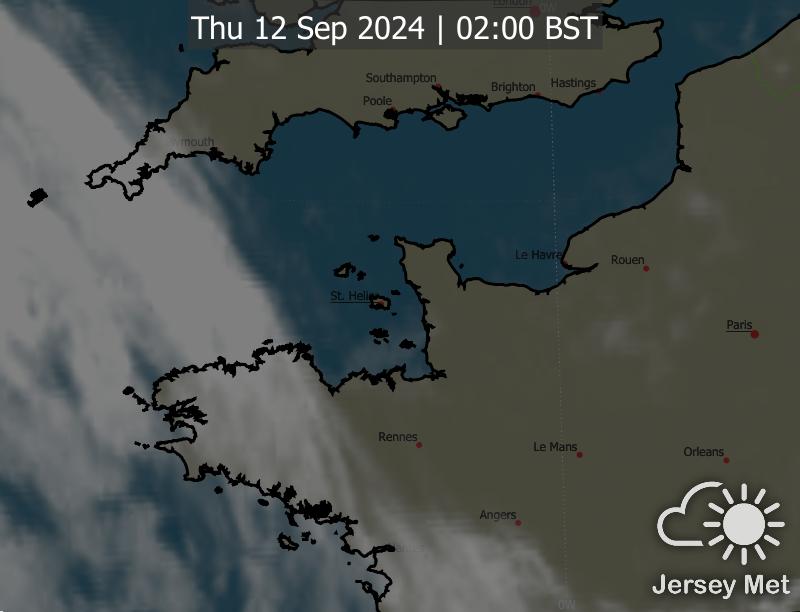 London
0W
Thu 12 Sep 2024 | 02:00 BST
Southampton
Brighton
Hastings
Poole
ymouth
Le Havre
Rouen
St. Helier
Paris
Rennes
Le Mans
Orleans
Angers
Jersey Met
0W